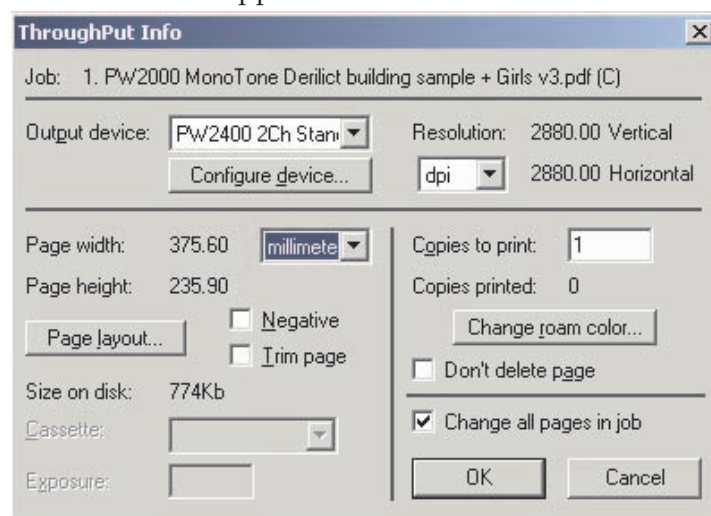 ThroughPut Info
Job: 1. PW2000 MonoTone Derilict building sample + Girls v3.pdf (C)
Output device: PW2400 2Ch Stan
Configure device...
Resolution: 2880.00 Vertical
dpi 2880.00 Horizontal
Page width: 375.60 millimete
Page height: 235.90
Negative
Page layout...
Trim page
Size on disk: 774Kb
Cassette:
Exposure:
Copies to print: 1
Copies printed: 0
Change roam color...
Don't delete page
Change all pages in job
OK Cancel